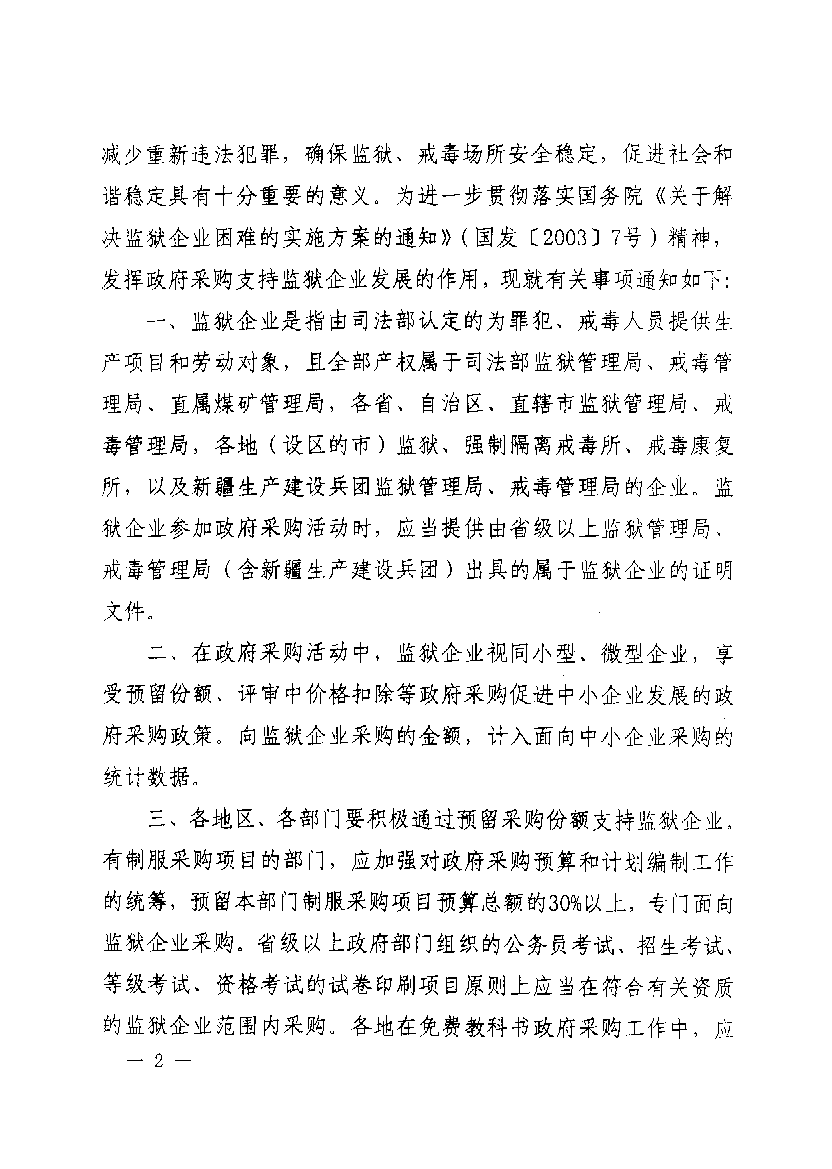 减少重新违法犯罪，确保监狱、戒毒场所安全稳定，促进社会和
谐稳定具有十分重要的意义。为进一步贯彻落实国务院《关于解
决监狱企业困难的实施方案的通知》（国发〔2003〕7号）精神，
发挥政府采购支持监狱企业发展的作用，现就有关事项通知如下：
一、监狱企业是指由司法部认定的为罪犯、戒毒人员提供生
产项目和劳动对象，且全部产权属于司法部监狱管理局、戒毒管
理局、直属煤矿管理局，各省、自治区、直辖市监狱管理局、戒
毒管理局，各地（设区的市）监狱、强制隔离戒毒所、戒毒康复
所，以及新疆生产建设兵团监狱管理局、戒毒管理局的企业。监
狱企业参加政府采购活动时，应当提供由省级以上监狱管理局、
戒毒管理局（含新疆生产建设兵团）出具的属于监狱企业的证明
文件。
二、在政府采购活动中，监狱企业视同小型、微型企业，享
受预留份额、评审中价格扣除等政府采购促进中小企业发展的政
府采购政策。向监狱企业采购的金额，计入面向中小企业采购的
统计数据。
三、各地区、各部门要积极通过预留采购份额支持监狱企业。
有制服采购项目的部门，应加强对政府采购预算和计划编制工作
的统筹，预留本部门制服采购项目预算总额的30%以上，专门面向
监狱企业采购。省级以上政府部门组织的公务员考试、招生考试、
等级考试、资格考试的试卷印刷项目原则上应当在符合有关资质
的监狱企业范围内采购。各地在免费教科书政府采购工作中，应
— 2 —